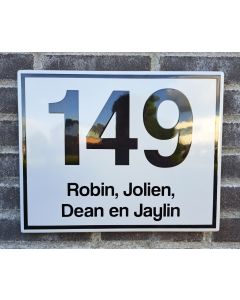 149
Robin, Jolien,
Dean en Jaylin